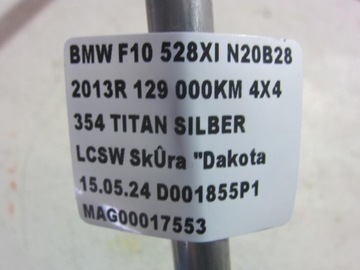 BMW F10 528XI N20B28
2013R 129 000KM 4X4
354 TITAN SILBER
LCSW SkÛra "Dakota
15.05.24 D001855P1
MAG00017553